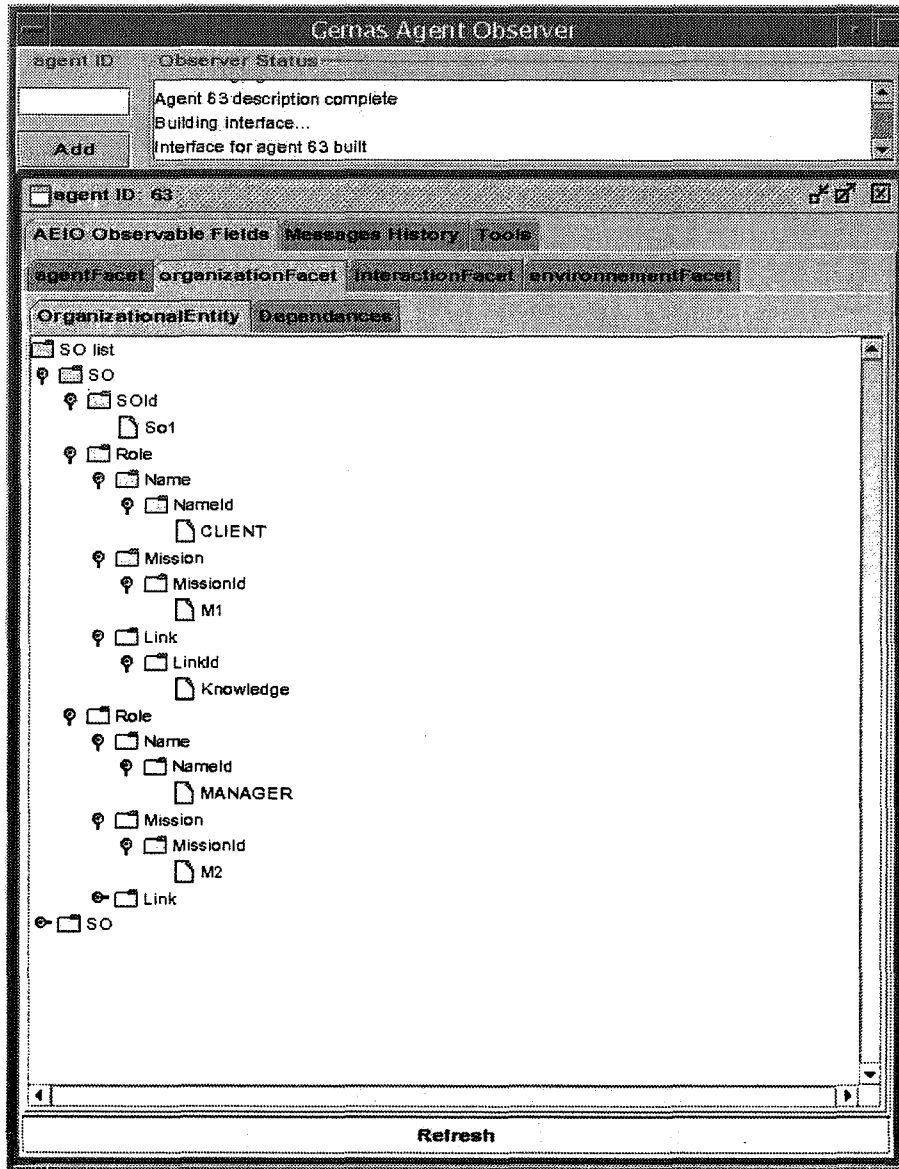 Gemas Agent Observer
agent ID Observer Status
Agent 63 description complete
Building interface...
Add Interface for agent 63 built
agent ID: 63
AEIO Observable Fields Messages History Tools
agentFacet organizationFacet InteractionFacet environnementFacet
OrganizationalEntity Dependances
SO list
SO
SOId
So1
Role
Name
NameId
CLIENT
Mission
MissionId
M1
Link
LinkId
Knowledge
Role
Name
NameId
MANAGER
Mission
MissionId
M2
Link
SO
Refresh